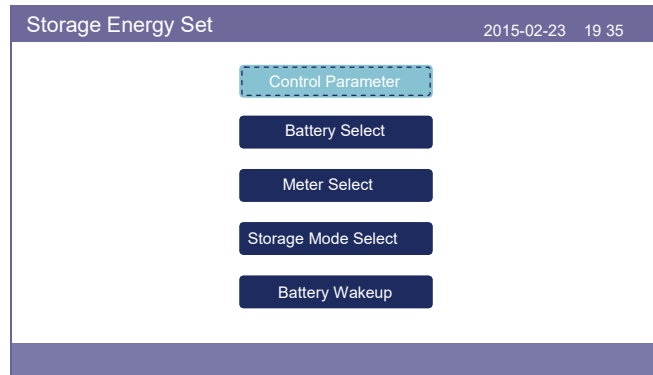 Storage Energy Set 2015-02-23 19 35
Control Parameter
Battery Select
Meter Select
Storage Mode Select
Battery Wakeup